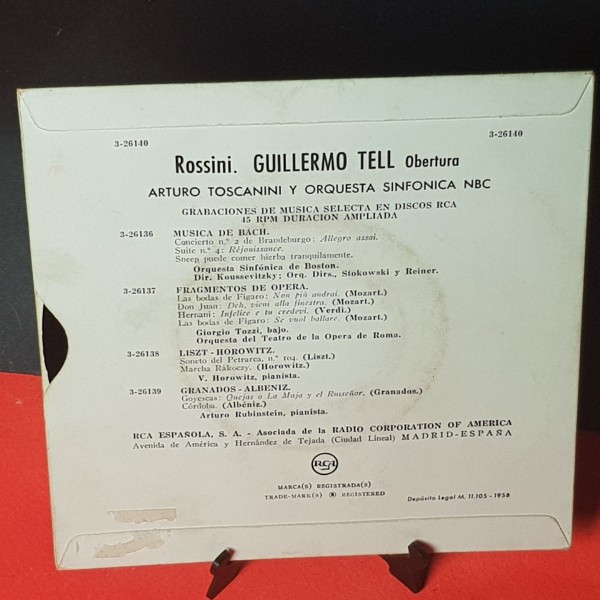 3-26140
3-26140
Rossini. GUILLERMO TELL Obertura
ARTURO TOSCANINI Y ORQUESTA SINFONICA NBC
GRABACIONES DE MUSICA SELECTA EN DISCOS RCA
45 RPM DURACION AMPLIADA
3-26136 MUSICA DE BACH.
Concierto n.º 2 de Brandeburgo: Allegro assai.
Suite n.º 4: Réjouissance.
Sneep puede comer hierba tranquilamente.
Orquesta Sinfónica de Boston.
Dir. Koussevitzky; Orq. Dirs., Stokowski y Reiner.
3-26137 FRAGMENTOS DE OPERA.
Las bodas de Fígaro: Non più andrai. (Mozart.)
Don Juan: Deh, vieni alla finestra. (Mozart.)
Hernani: Infelice e tu credevi. (Verdi.)
Las bodas de Fígaro: Se vuol ballare. (Mozart.)
Giorgio Tozzi, bajo.
Orquesta del Teatro de la Opera de Roma.
3-26138 LISZT - HOROWITZ.
Soneto del Petrarca, n.º 104. (Liszt.)
Marcha Rákoczy. (Horowitz.)
V. Horowitz, pianista.
3-26139 GRANADOS - ALBENIZ.
Goyescas: Quejas o La Maja y el Ruiseñor. (Granados.)
Córdoba. (Albéniz.)
Arturo Rubinstein, pianista.
RCA ESPAÑOLA, S. A. - Asociada de la RADIO CORPORATION OF AMERICA
Avenida de América y Hernández de Tejada (Ciudad Lineal) MADRID-ESPAÑA
RCA
MARCA(S) REGISTRADA(S)
TRADE-MARK(S) ® REGISTERED
Depósito Legal M. 11.105 - 1958